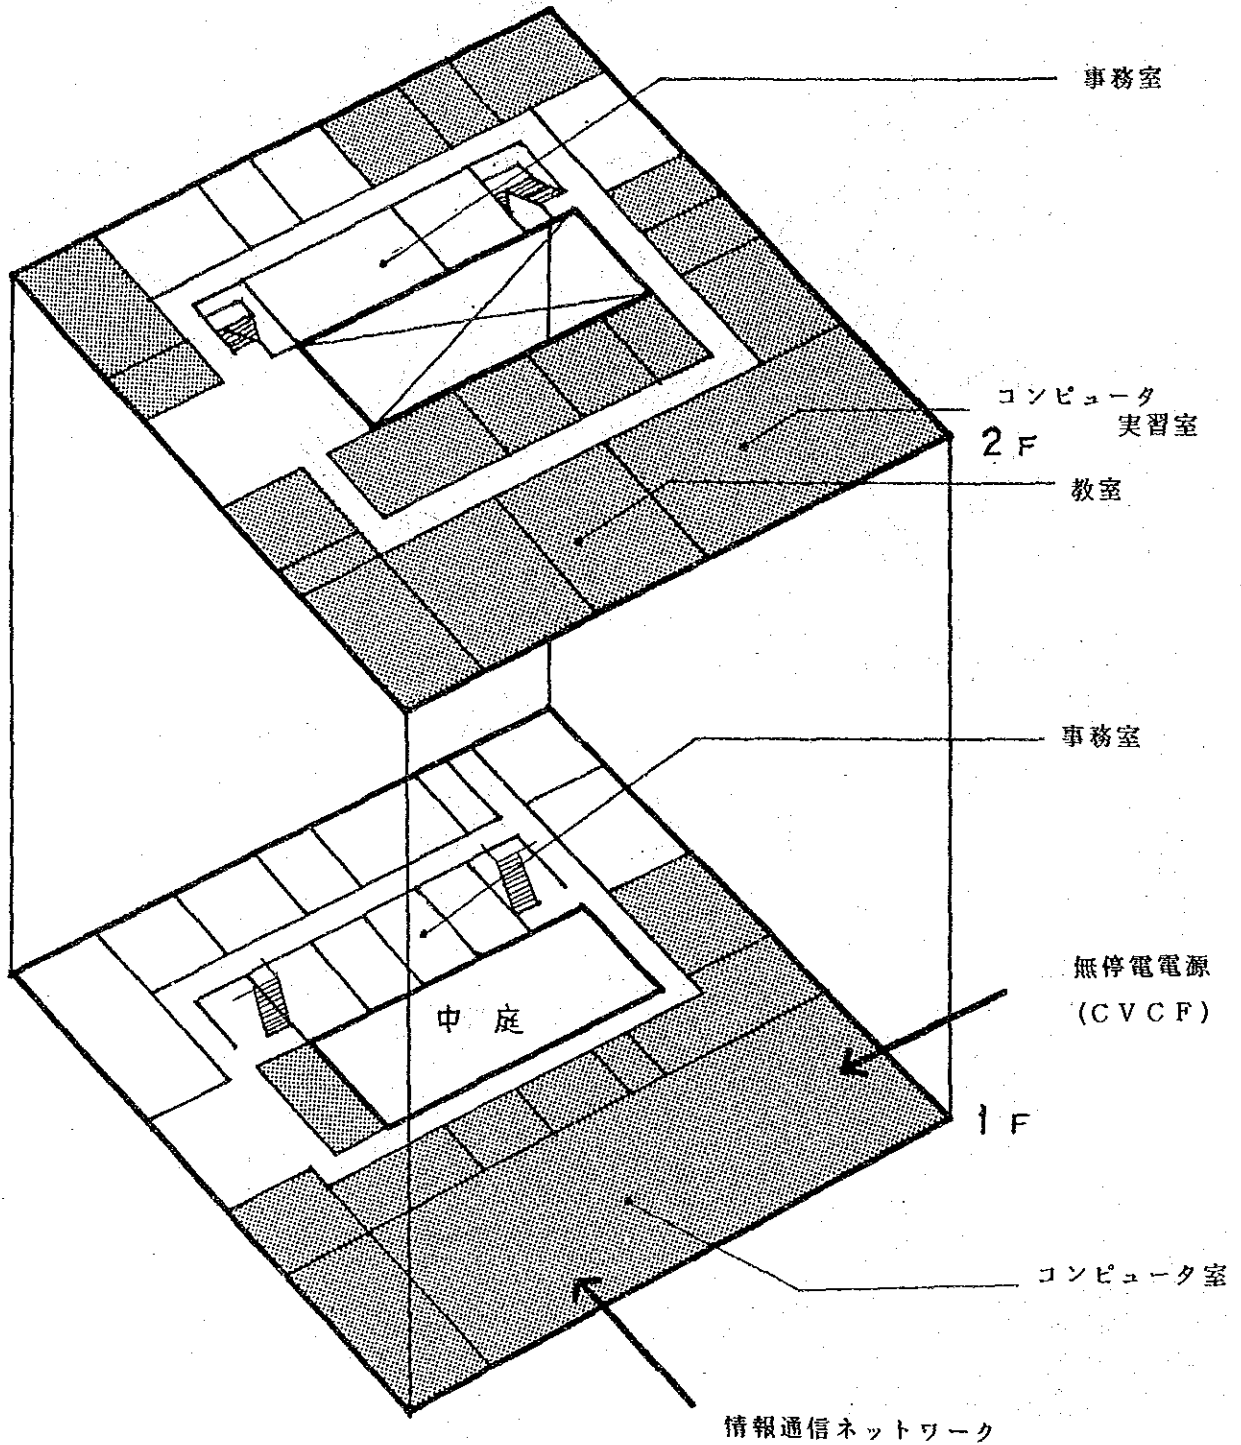 事務室
コンピュータ
実習室
2F
教室
事務室
無停電電源
(CVCF)
中庭
1F
コンピュータ室
情報通信ネットワーク